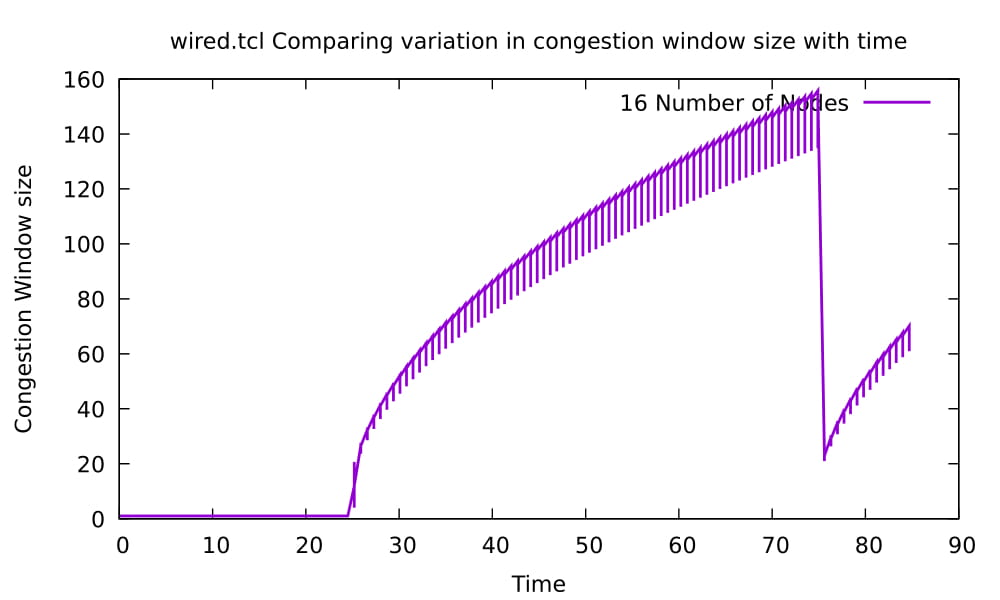 wired.tcl Comparing variation in congestion window size with time
160
140
120
100
80
60
40
20
0
Congestion Window size
16 Number of Nodes
0 10 20 30 40 50 60 70 80 90
Time